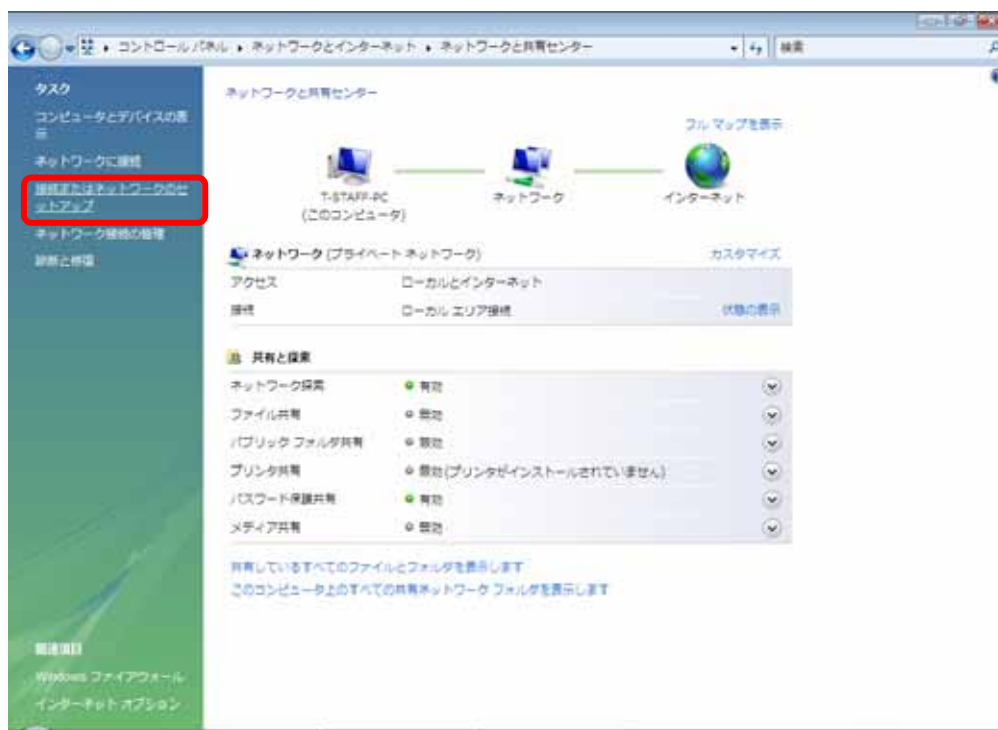 コントロール パネル ▸ ネットワークとインターネット ▸ ネットワークと共有センター
検索
タスク
コンピュータとデバイスの表
示
ネットワークに接続
接続またはネットワークのセ
ットアップ
ネットワーク接続の管理
診断と修復
関連項目
Windows ファイアウォール
インターネット オプション
ネットワークと共有センター
フル マップを表示
T-STAFF-PC
(このコンピュータ)
ネットワーク
インターネット
ネットワーク (プライベート ネットワーク)
カスタマイズ
アクセス ローカルとインターネット
接続 ローカル エリア接続 状態の表示
共有と探索
ネットワーク探索 有効
ファイル共有 無効
パブリック フォルダ共有 無効
プリンタ共有 無効(プリンタがインストールされていません)
パスワード保護共有 有効
メディア共有 無効
共有しているすべてのファイルとフォルダを表示します
このコンピュータ上のすべての共有ネットワーク フォルダを表示します